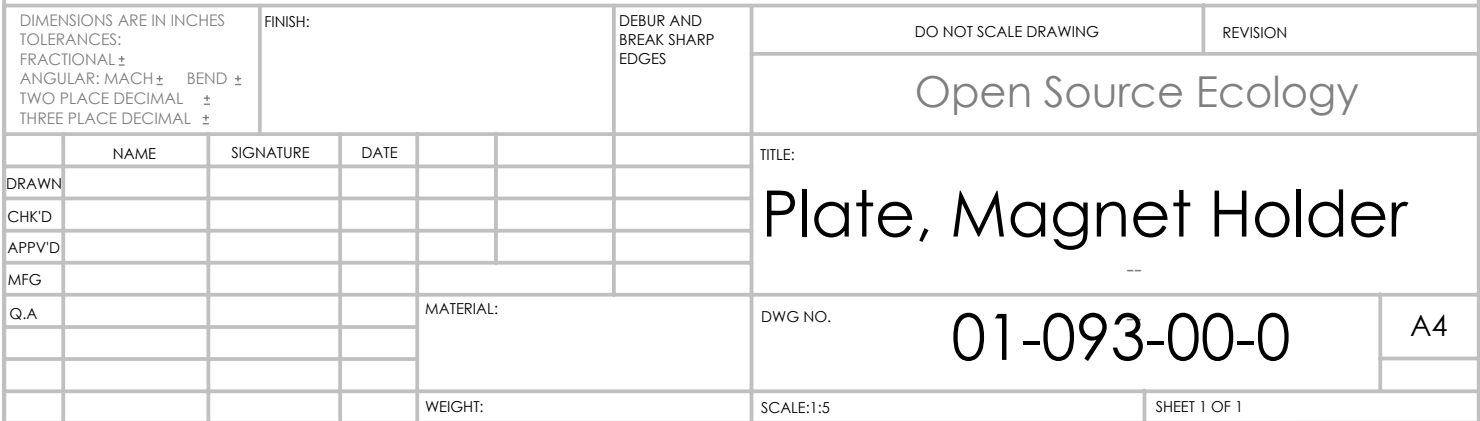 DIMENSIONS ARE IN INCHES
TOLERANCES:
FRACTIONAL ±
ANGULAR: MACH ± BEND ±
TWO PLACE DECIMAL ±
THREE PLACE DECIMAL ±
FINISH:
DEBUR AND
BREAK SHARP
EDGES
DO NOT SCALE DRAWING
REVISION
Open Source Ecology
NAME SIGNATURE DATE
DRAWN
CHK'D
APPV'D
MFG
Q.A
TITLE:
Plate, Magnet Holder
--
MATERIAL:
DWG NO.
01-093-00-0
A4
WEIGHT:
SCALE:1:5
SHEET 1 OF 1